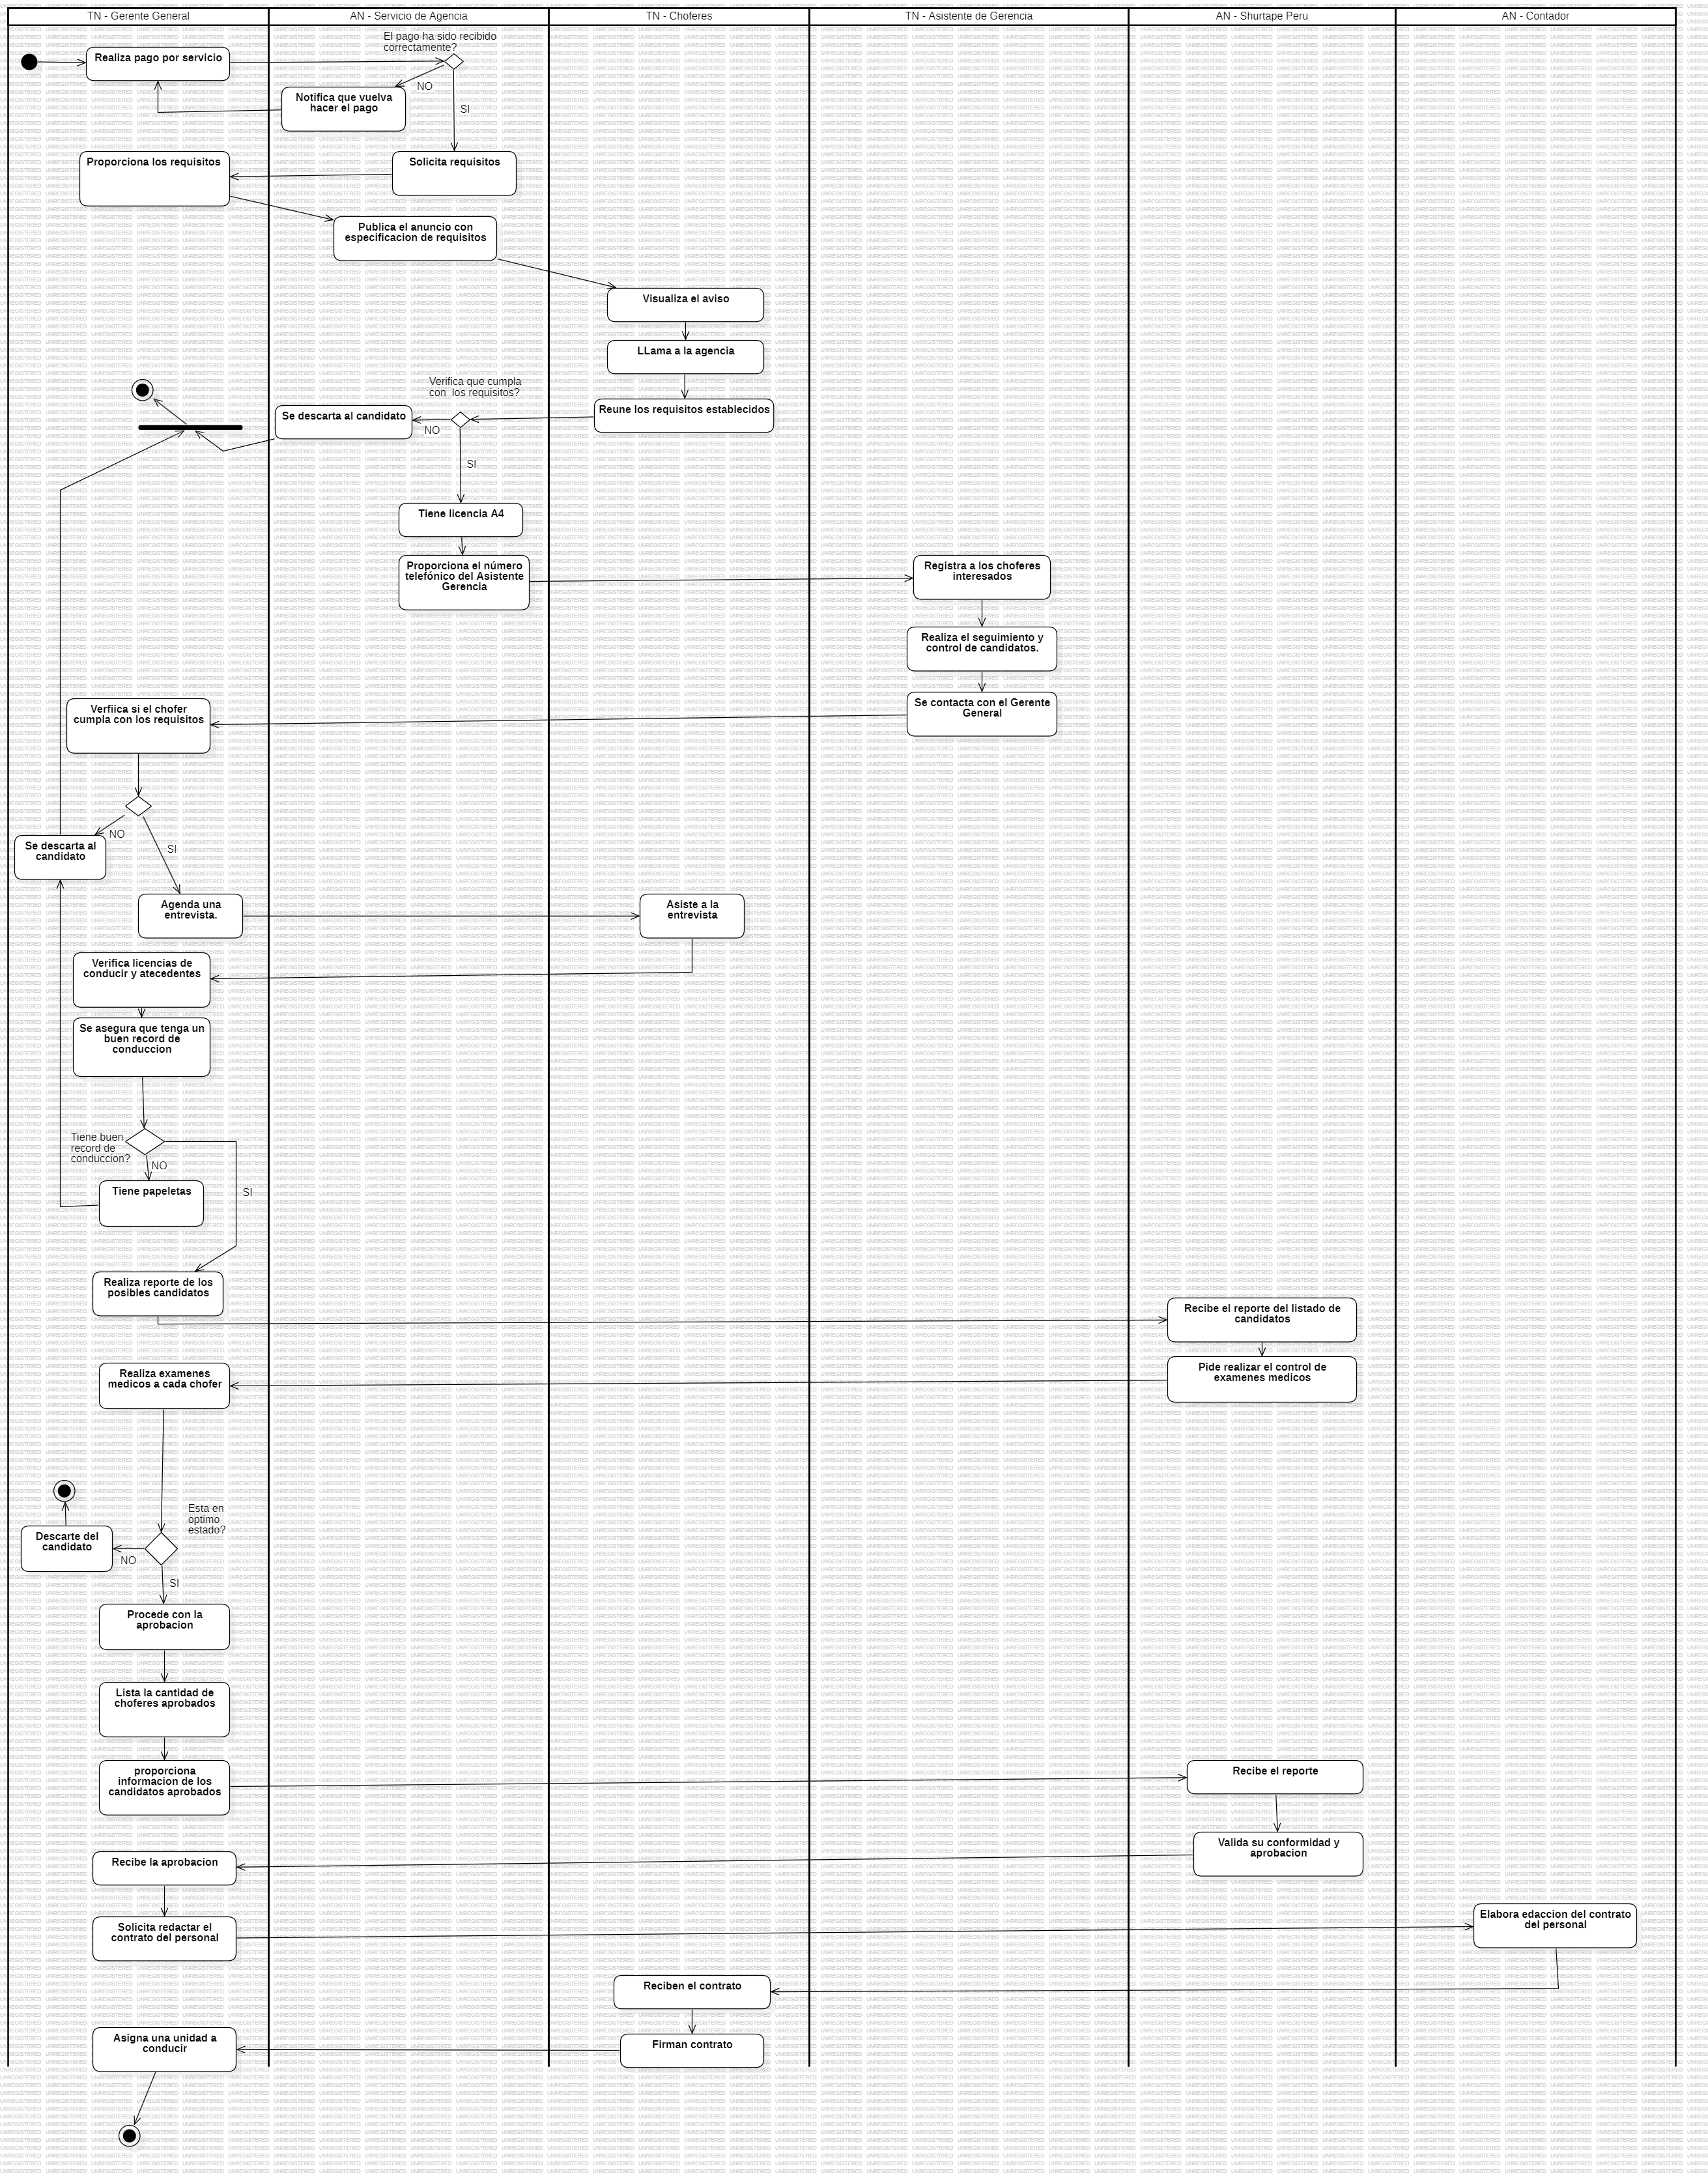 TN - Gerente General
AN - Servicio de Agencia
TN - Choferes
TN - Asistente de Gerencia
AN - Shurtape Peru
AN - Contador
El pago ha sido recibido
correctamente?
Realiza pago por servicio
NO
Notifica que vuelva
hacer el pago
SI
Proporciona los requisitos
Solicita requisitos
Publica el anuncio con
especificacion de requisitos
Visualiza el aviso
LLama a la agencia
Verifica que cumpla
con  los requisitos?
Reune los requisitos establecidos
Se descarta al candidato
NO
SI
Tiene licencia A4
Proporciona el número
telefónico del Asistente
Gerencia
Registra a los choferes
interesados
Realiza el seguimiento y
control de candidatos.
Se contacta con el Gerente
General
Verfiica si el chofer
cumpla con los requisitos
NO
Se descarta al
candidato
SI
Agenda una
entrevista.
Asiste a la
entrevista
Verifica licencias de
conducir y atecedentes
Se asegura que tenga un
buen record de
conduccion
Tiene buen
record de
conduccion?
NO
Tiene papeletas
SI
Realiza reporte de los
posibles candidatos
Recibe el reporte del listado de
candidatos
Pide realizar el control de
examenes medicos
Realiza examenes
medicos a cada chofer
Esta en
optimo
estado?
Descarte del
candidato
NO
SI
Procede con la
aprobacion
Lista la cantidad de
choferes aprobados
proporciona
informacion de los
candidatos aprobados
Recibe el reporte
Valida su conformidad y
aprobacion
Recibe la aprobacion
Solicita redactar el
contrato del personal
Elabora edaccion del contrato
del personal
Reciben el contrato
Firman contrato
Asigna una unidad a
conducir